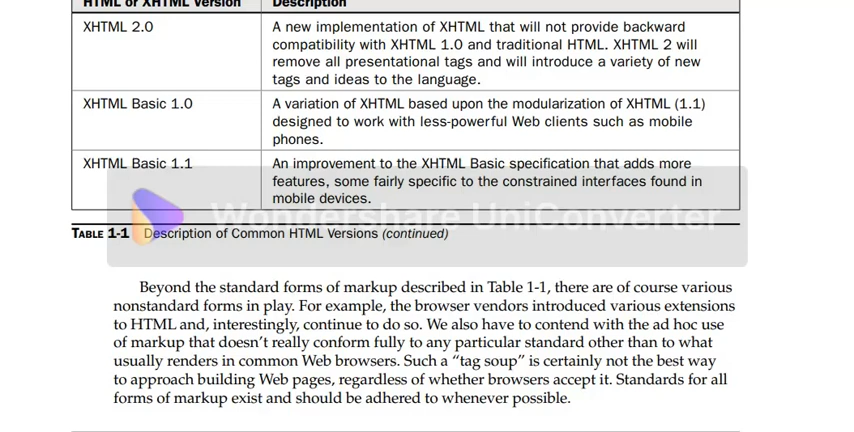 HTML or XHTML Version Description
XHTML 2.0 A new implementation of XHTML that will not provide backward
compatibility with XHTML 1.0 and traditional HTML. XHTML 2 will
remove all presentational tags and will introduce a variety of new
tags and ideas to the language.
XHTML Basic 1.0 A variation of XHTML based upon the modularization of XHTML (1.1)
designed to work with less-powerful Web clients such as mobile
phones.
XHTML Basic 1.1 An improvement to the XHTML Basic specification that adds more
features, some fairly specific to the constrained interfaces found in
mobile devices.
Wondershare UniConverter
TABLE 1-1 Description of Common HTML Versions (continued)
Beyond the standard forms of markup described in Table 1-1, there are of course various
nonstandard forms in play. For example, the browser vendors introduced various extensions
to HTML and, interestingly, continue to do so. We also have to contend with the ad hoc use
of markup that doesn't really conform fully to any particular standard other than to what
usually renders in common Web browsers. Such a “tag soup” is certainly not the best way
to approach building Web pages, regardless of whether browsers accept it. Standards for all
forms of markup exist and should be adhered to whenever possible.